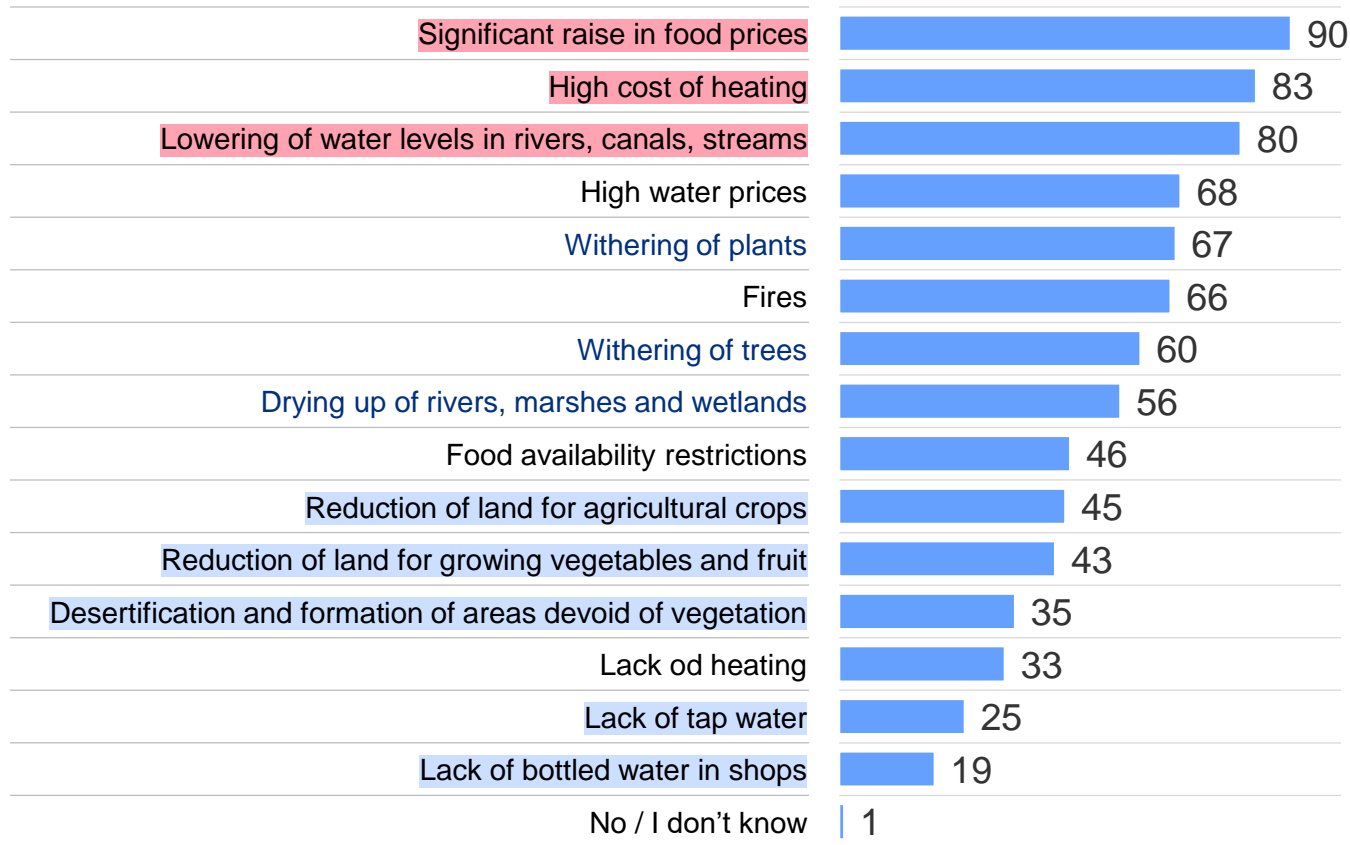 Significant raise in food prices 90
High cost of heating 83
Lowering of water levels in rivers, canals, streams 80
High water prices 68
Withering of plants 67
Fires 66
Withering of trees 60
Drying up of rivers, marshes and wetlands 56
Food availability restrictions 46
Reduction of land for agricultural crops 45
Reduction of land for growing vegetables and fruit 43
Desertification and formation of areas devoid of vegetation 35
Lack od heating 33
Lack of tap water 25
Lack of bottled water in shops 19
No / I don’t know 1